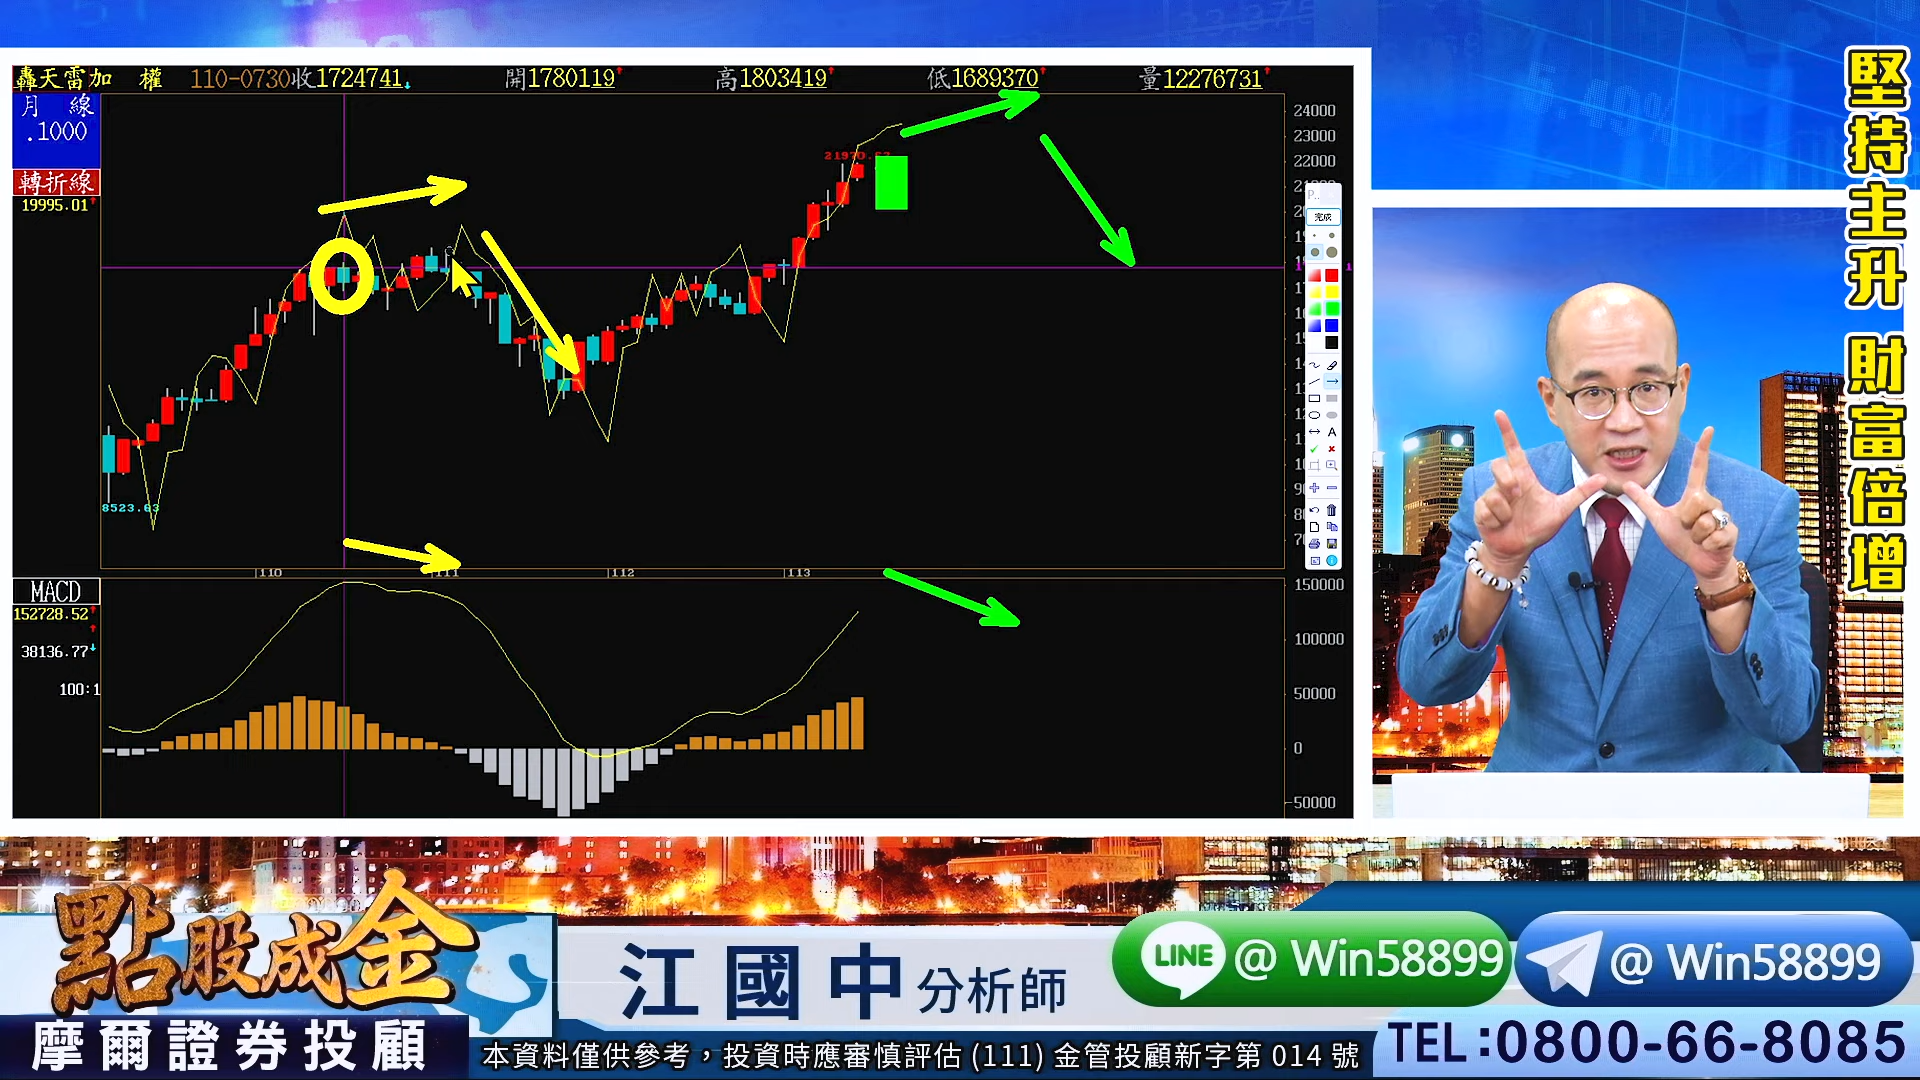 轟天雷加 權 110-0730收1724741 開1780119 高1803419 低1689370 量12276731
月 線
.1000
轉折線
19995.01
24000
23000
22000
完成
A
8523.63
110
111
112
113
MACD
152728.52
38136.77
100:1
150000
100000
50000
0
-50000
堅持主升 財富倍增
點股成金
摩爾證券投顧
江國中 分析師
LINE @ Win58899
@ Win58899
TEL:0800-66-8085
本資料僅供參考，投資時應審慎評估 (111) 金管投顧新字第 014 號